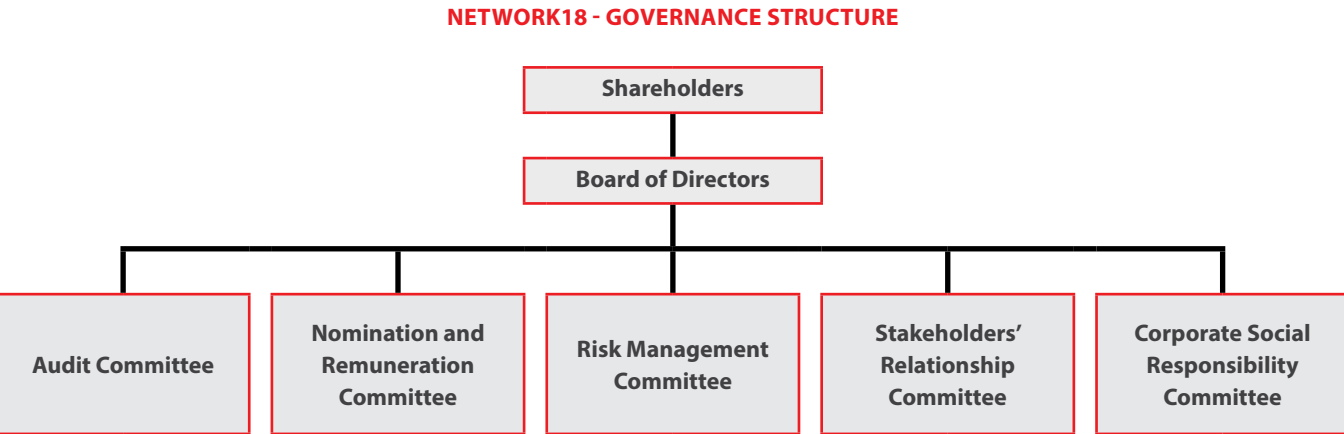 NETWORK18 - GOVERNANCE STRUCTURE
Shareholders
Board of Directors
Audit Committee
Nomination and
Remuneration
Committee
Risk Management
Committee
Stakeholders’
Relationship
Committee
Corporate Social
Responsibility
Committee